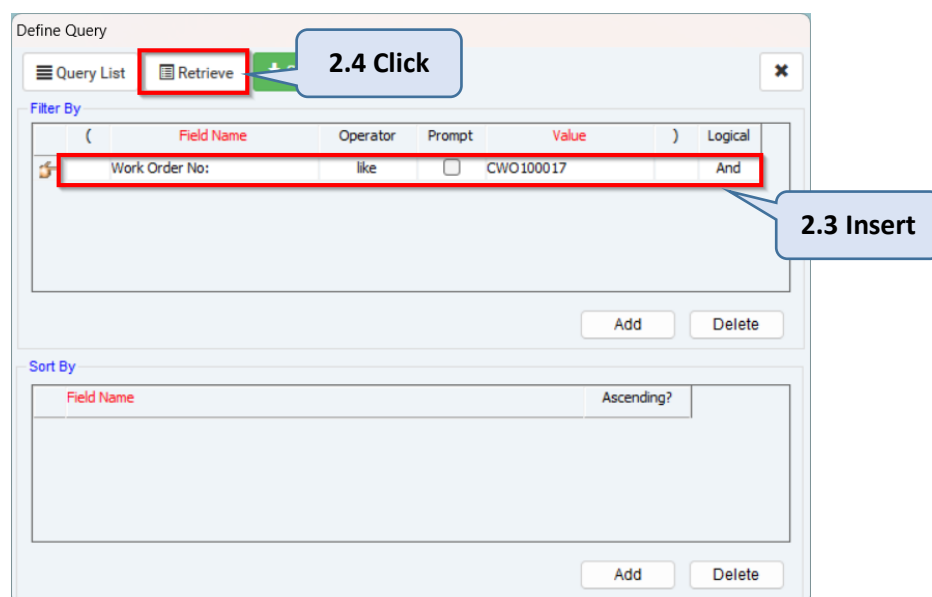 Define Query
Query List Retrieve
2.4 Click
Filter By
( Field Name Operator Prompt Value ) Logical
Work Order No: like CWO100017 And
2.3 Insert
Add Delete
Sort By
Field Name Ascending?
Add Delete